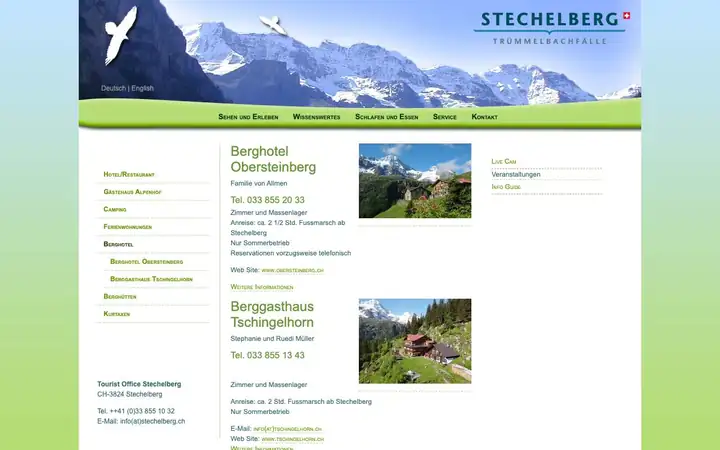 STECHELBERG
TRÜMMELBACHFÄLLE
Deutsch | English
Sehen und Erleben Wissenswertes Schlafen und Essen Service Kontakt
Hotel/Restaurant
Gästehaus Alpenhof
Camping
Ferienwohnungen
Berghotel
Berghotel Obersteinberg
Berggasthaus Tschingelhorn
Berghütten
Kurtaxen
Tourist Office Stechelberg
CH-3824 Stechelberg
Tel. ++41 (0)33 855 10 32
E-Mail: info(at)stechelberg.ch
Berghotel
Obersteinberg
Familie von Allmen
Tel. 033 855 20 33
Zimmer und Massenlager
Anreise: ca. 2 1/2 Std. Fussmarsch ab
Stechelberg
Nur Sommerbetrieb
Reservationen vorzugsweise telefonisch
Web Site: www.obersteinberg.ch
Weitere Informationen
Berggasthaus
Tschingelhorn
Stephanie und Ruedi Müller
Tel. 033 855 13 43
Zimmer und Massenlager
Anreise: ca. 2 Std. Fussmarsch ab Stechelberg
Nur Sommerbetrieb
E-Mail: info(at)tschingelhorn.ch
Web Site: www.tschingelhorn.ch
Weitere Informationen
Live Cam
Veranstaltungen
Info Guide